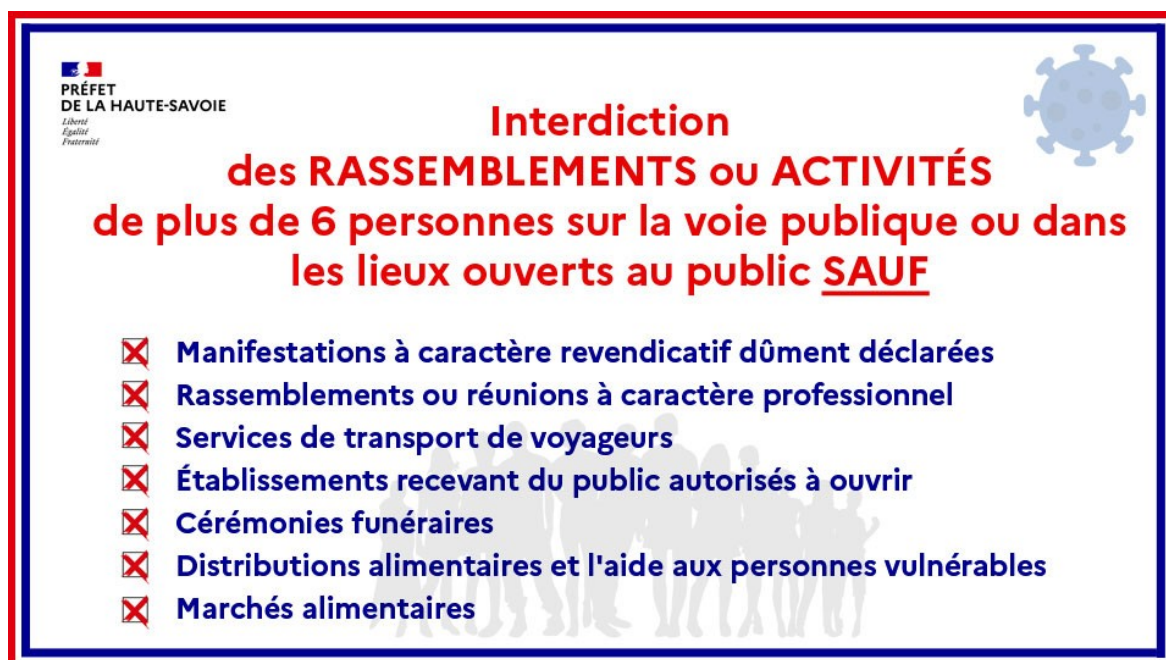 PRÉFET
DE LA HAUTE-SAVOIE
Liberté
Égalité
Fraternité
Interdiction
des RASSEMBLEMENTS ou ACTIVITÉS
de plus de 6 personnes sur la voie publique ou dans
les lieux ouverts au public SAUF
Manifestations à caractère revendicatif dûment déclarées
Rassemblements ou réunions à caractère professionnel
Services de transport de voyageurs
Établissements recevant du public autorisés à ouvrir
Cérémonies funéraires
Distributions alimentaires et l'aide aux personnes vulnérables
Marchés alimentaires